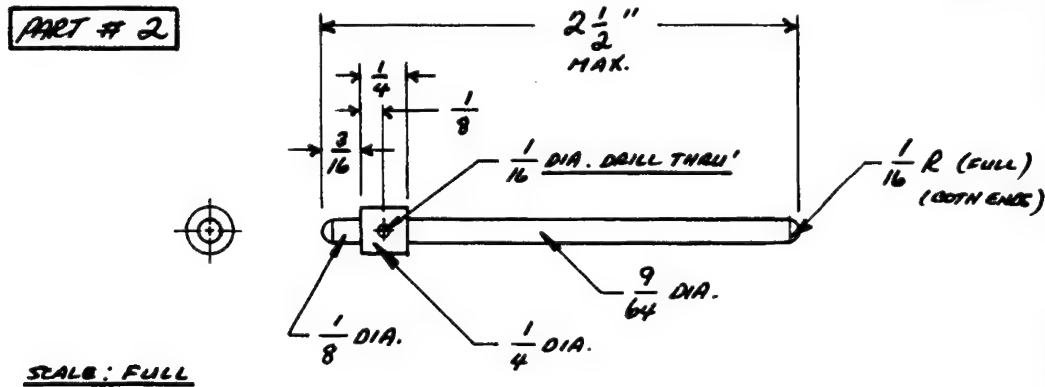 PART # 2
2 1/2 "
MAX.
1/4
1/8
3/16
1/16 DIA. DRILL THRU'
1/16 R (FULL)
(BOTH ENDS)
9/64 DIA.
1/8 DIA.
1/4 DIA.
SCALE: FULL